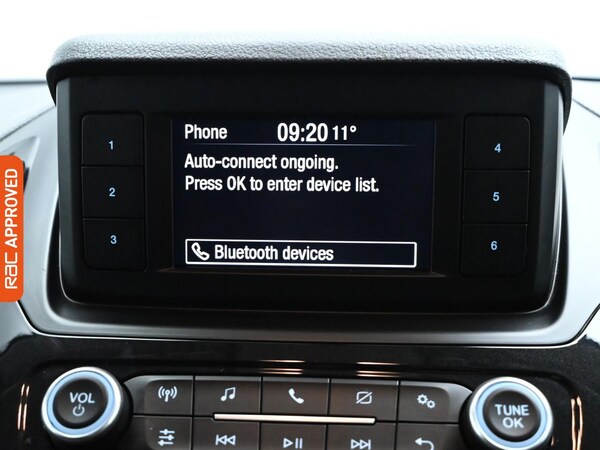 Phone 09:20 11°
Auto-connect ongoing.
Press OK to enter device list.
Bluetooth devices
1
2
3
4
5
6
RAC APPROVED
VOL
TUNE
OK